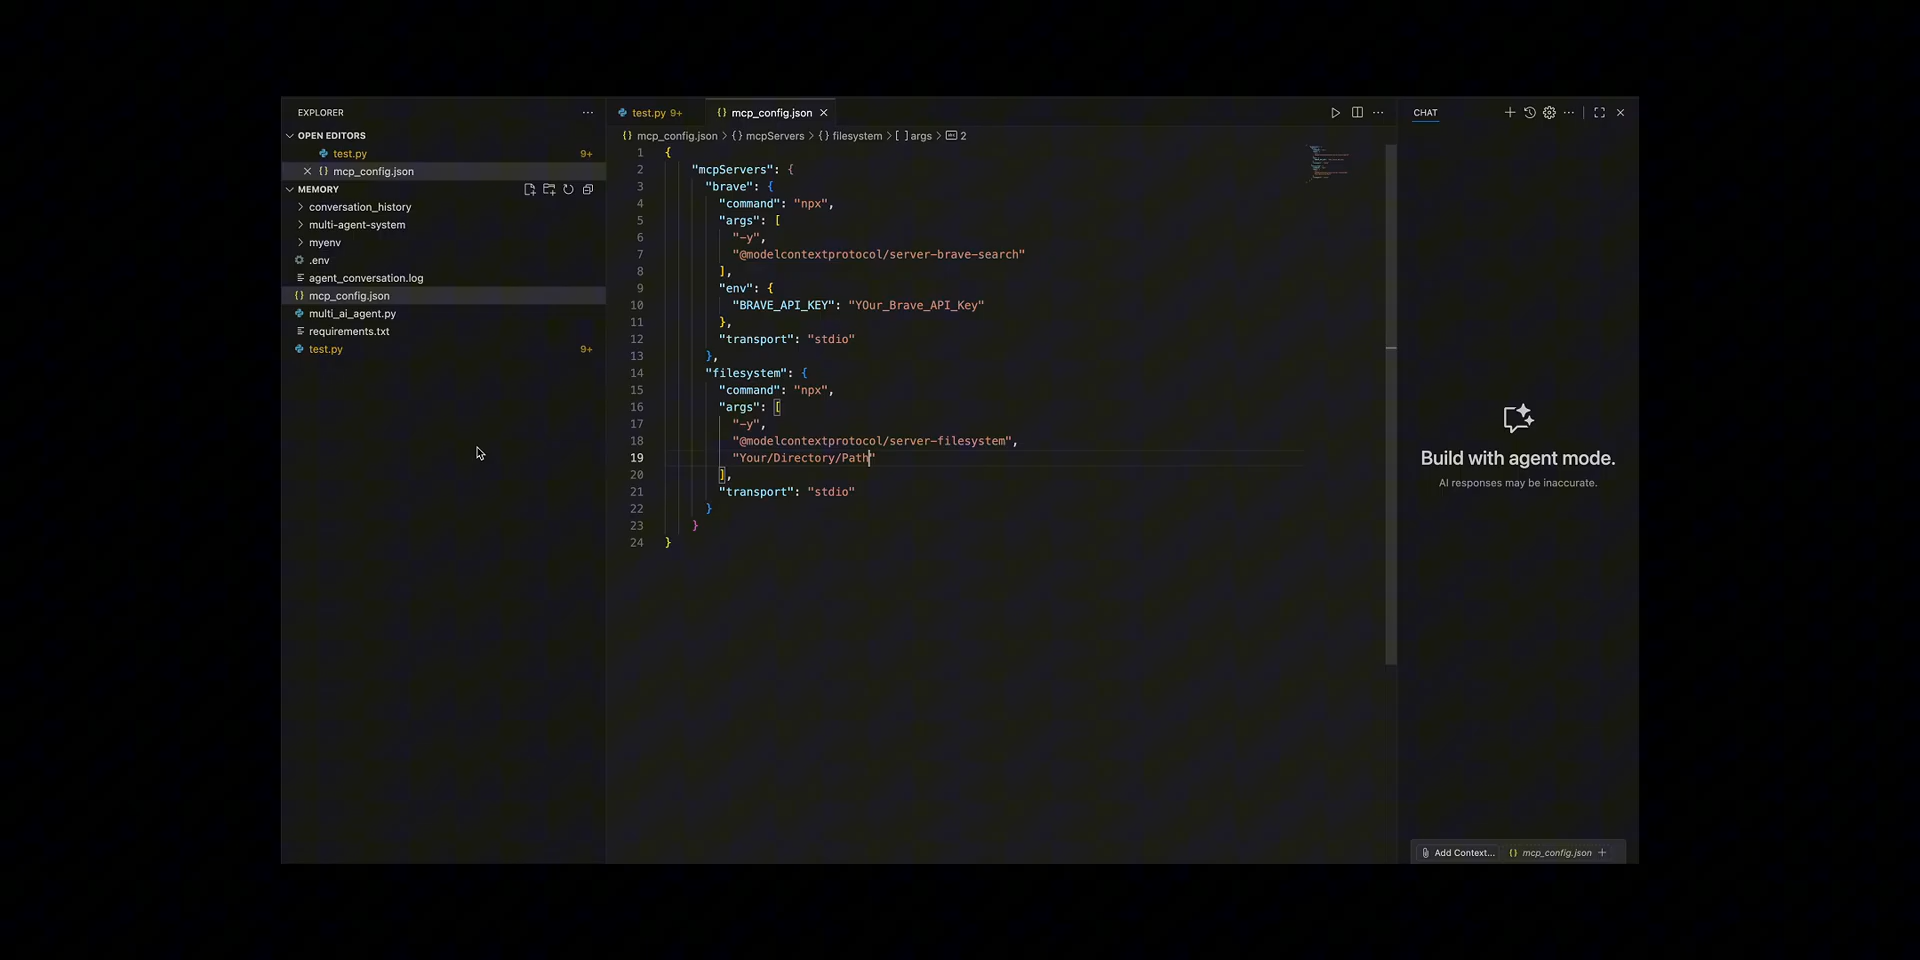 EXPLORER
OPEN EDITORS
test.py 9+
mcp_config.json
MEMORY
conversation_history
multi-agent-system
myenv
.env
agent_conversation.log
mcp_config.json
multi_ai_agent.py
requirements.txt
test.py 9+
test.py 9+ mcp_config.json
mcp_config.json > {} mcpServers > {} filesystem > [ ] args > 2
1 {
2 "mcpServers": {
3 "brave": {
4 "command": "npx",
5 "args": [
6 "-y",
7 "@modelcontextprotocol/server-brave-search"
8 ],
9 "env": {
10 "BRAVE_API_KEY": "YOur_Brave_API_Key"
11 },
12 "transport": "stdio"
13 },
14 "filesystem": {
15 "command": "npx",
16 "args": [
17 "-y",
18 "@modelcontextprotocol/server-filesystem",
19 "Your/Directory/Path"
20 ],
21 "transport": "stdio"
22 }
23 }
24 }
CHAT
Build with agent mode.
AI responses may be inaccurate.
Add Context... {} mcp_config.json +